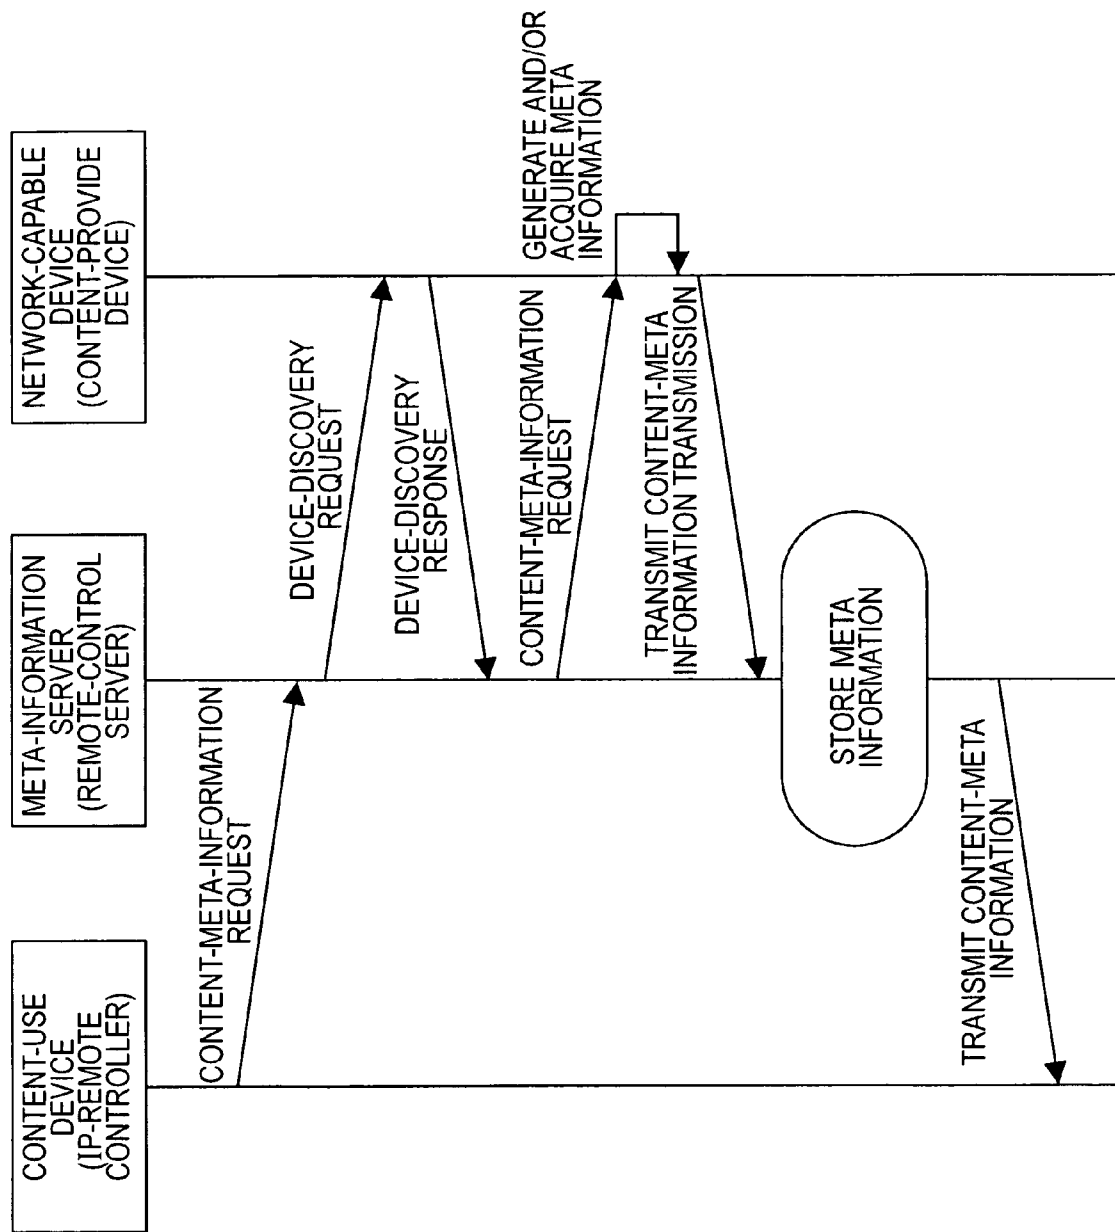 CONTENT-USE
DEVICE
(IP-REMOTE
CONTROLLER)
META-INFORMATION
SERVER
(REMOTE-CONTROL
SERVER)
NETWORK-CAPABLE
DEVICE
(CONTENT-PROVIDE
DEVICE)
CONTENT-META-INFORMATION
REQUEST
DEVICE-DISCOVERY
REQUEST
DEVICE-DISCOVERY
RESPONSE
CONTENT-META-INFORMATION
REQUEST
GENERATE AND/OR
ACQUIRE META
INFORMATION
TRANSMIT CONTENT-META
INFORMATION TRANSMISSION
STORE META
INFORMATION
TRANSMIT CONTENT-META
INFORMATION